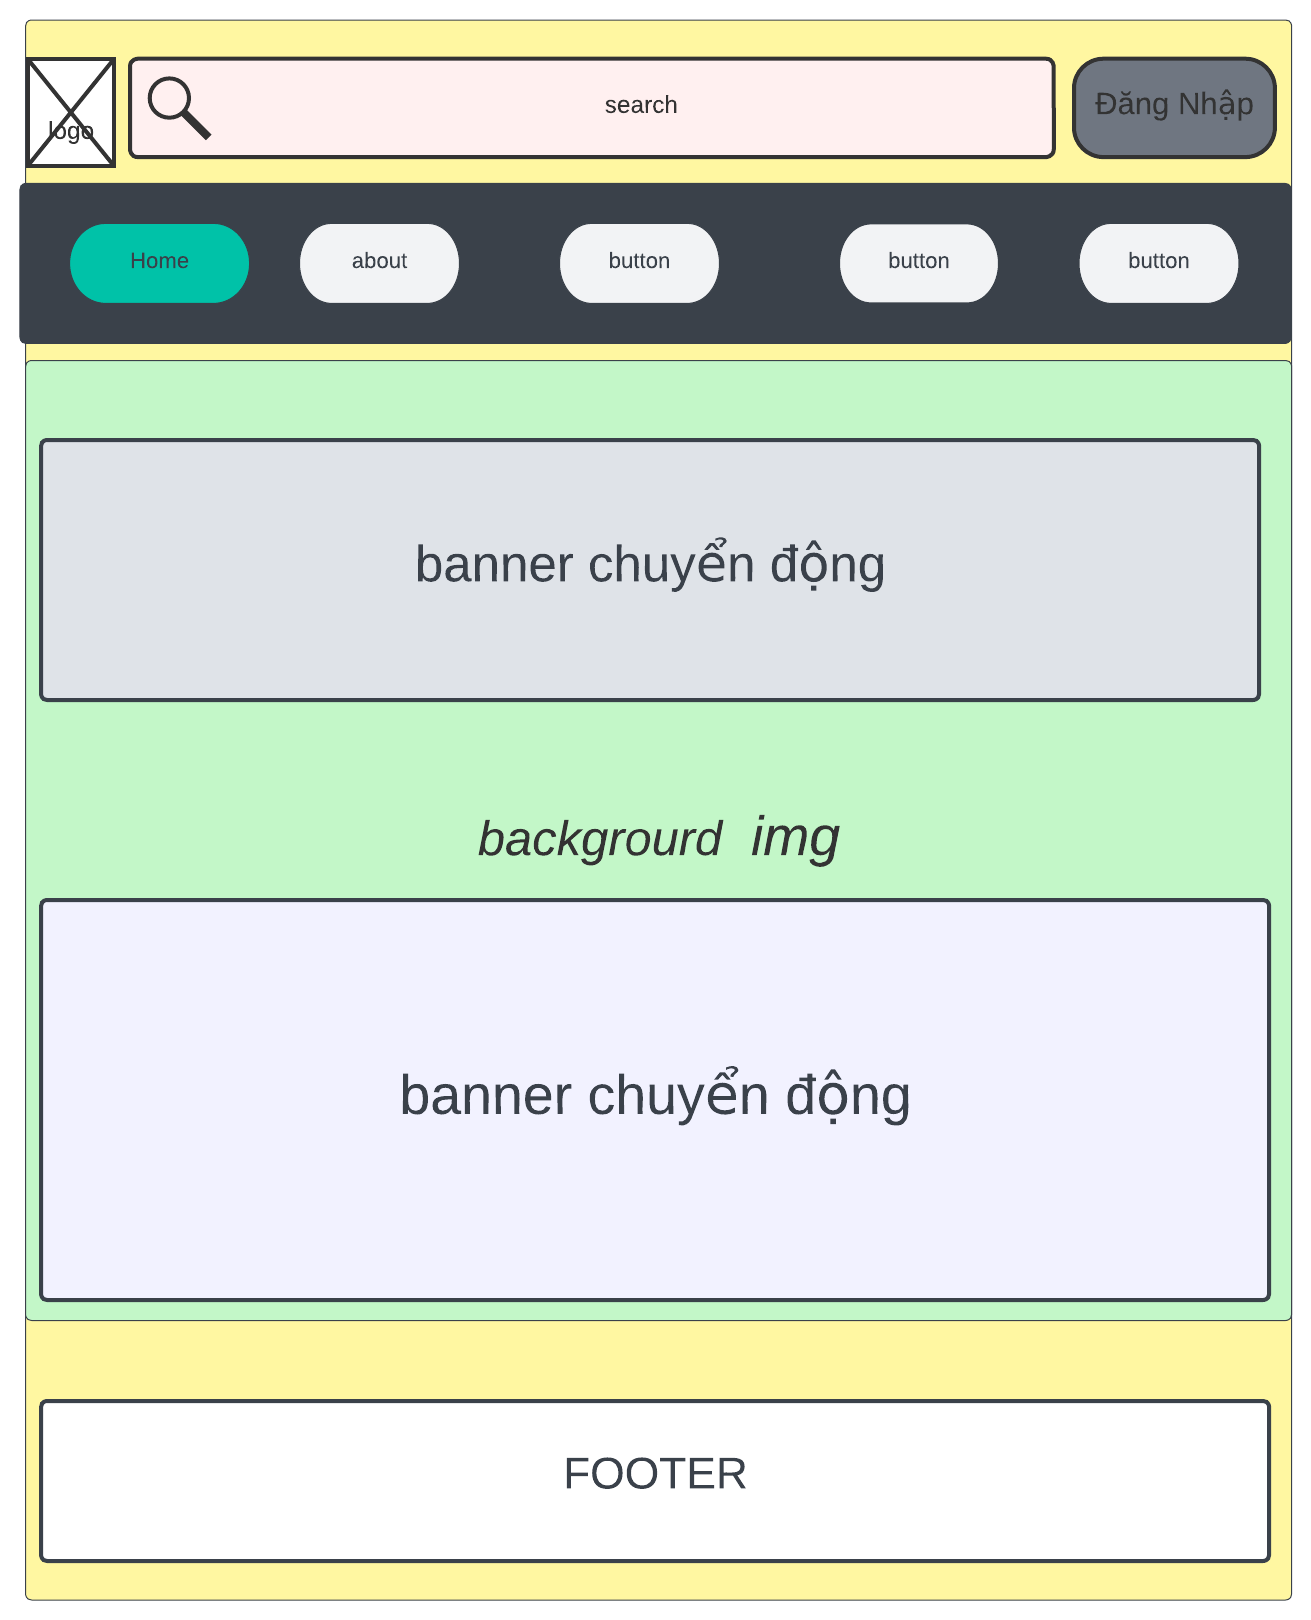 logo
search
Đăng Nhập
Home
about
button
button
button
banner chuyển động
backgrourd img
banner chuyển động
FOOTER